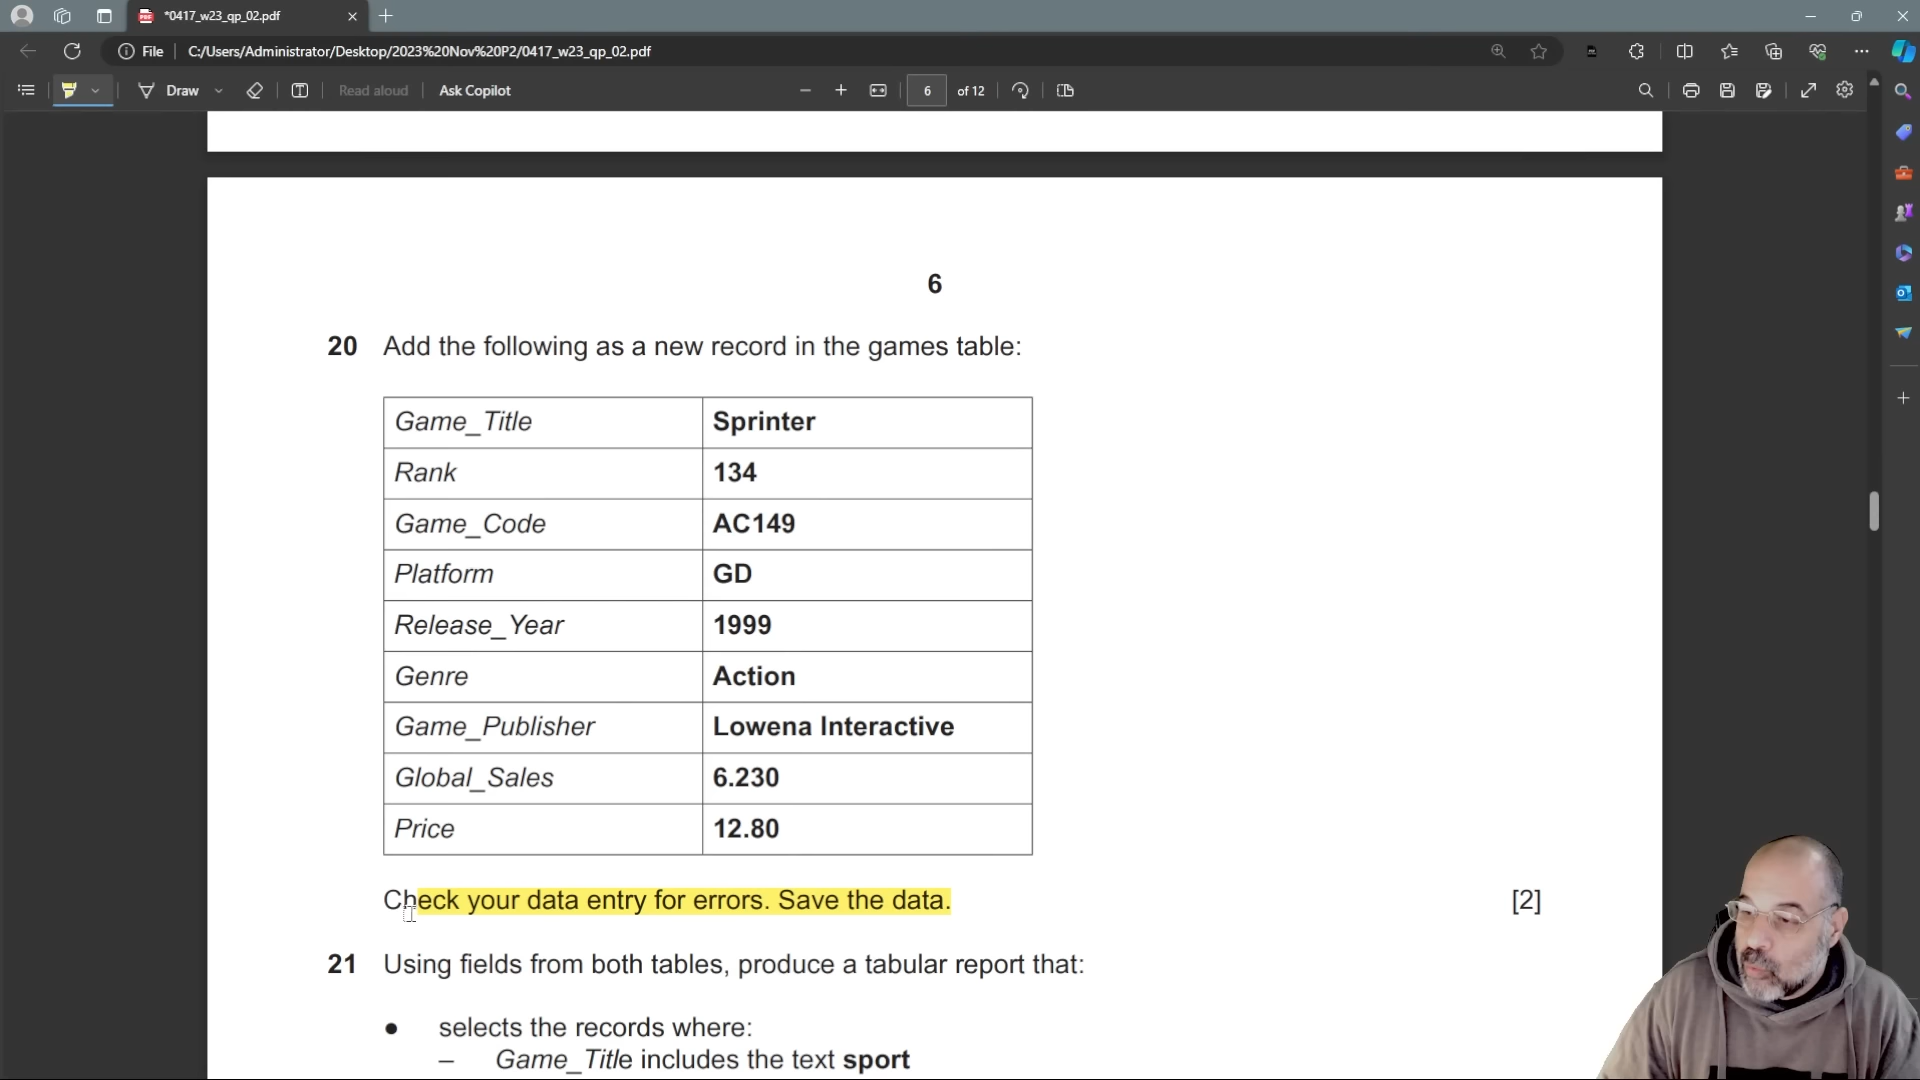 *0417_w23_qp_02.pdf
File
C:/Users/Administrator/Desktop/2023%20Nov%20P2/0417_w23_qp_02.pdf
Draw
Read aloud
Ask Copilot
6
of 12
6
20 Add the following as a new record in the games table:
Game_Title Sprinter
Rank 134
Game_Code AC149
Platform GD
Release_Year 1999
Genre Action
Game_Publisher Lowena Interactive
Global_Sales 6.230
Price 12.80
Check your data entry for errors. Save the data. [2]
21 Using fields from both tables, produce a tabular report that:
• selects the records where:
– Game_Title includes the text sport